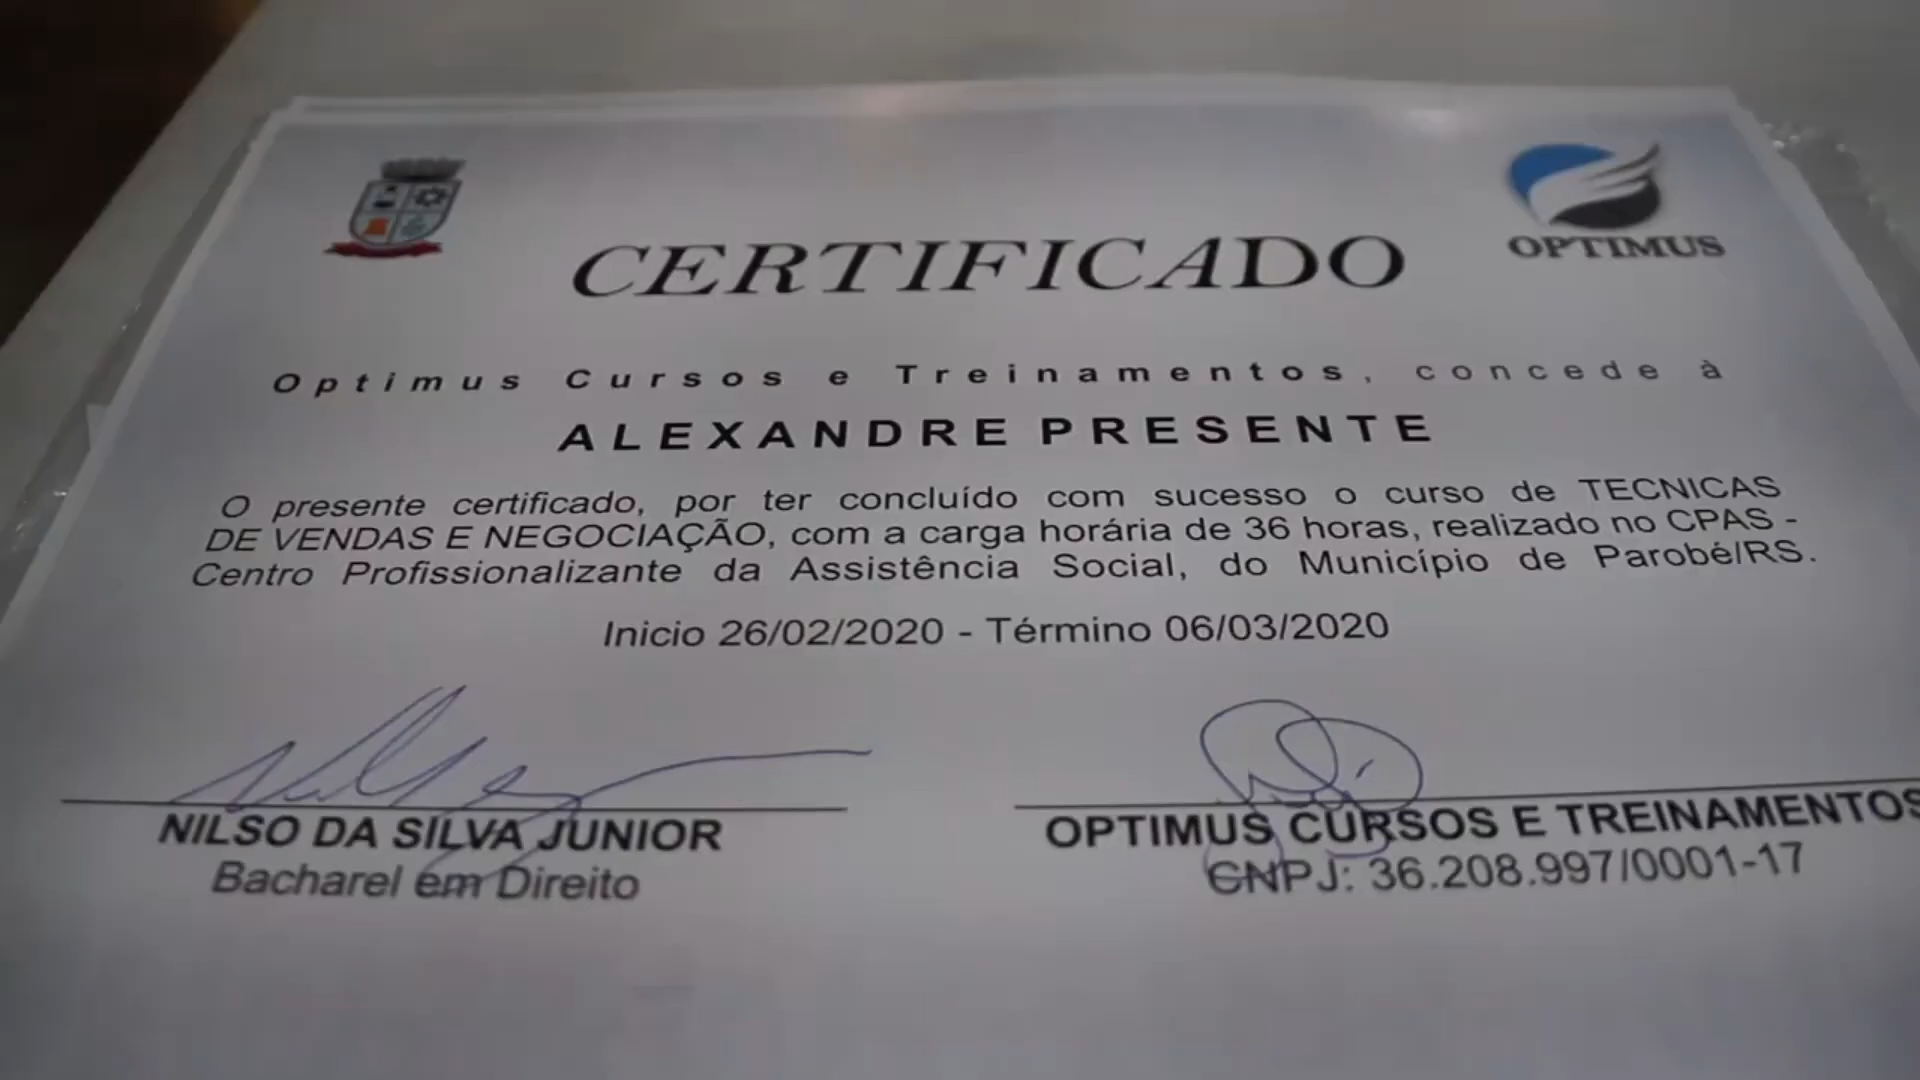 OPTIMUS
CERTIFICADO
Optimus Cursos e Treinamentos, concede à
ALEXANDRE PRESENTE
O presente certificado, por ter concluído com sucesso o curso de TECNICAS
DE VENDAS E NEGOCIAÇÃO, com a carga horária de 36 horas, realizado no CPAS -
Centro Profissionalizante da Assistência Social, do Município de Parobé/RS.
Inicio 26/02/2020 - Término 06/03/2020
NILSO DA SILVA JUNIOR
Bacharel em Direito
OPTIMUS CURSOS E TREINAMENTOS
CNPJ: 36.208.997/0001-17